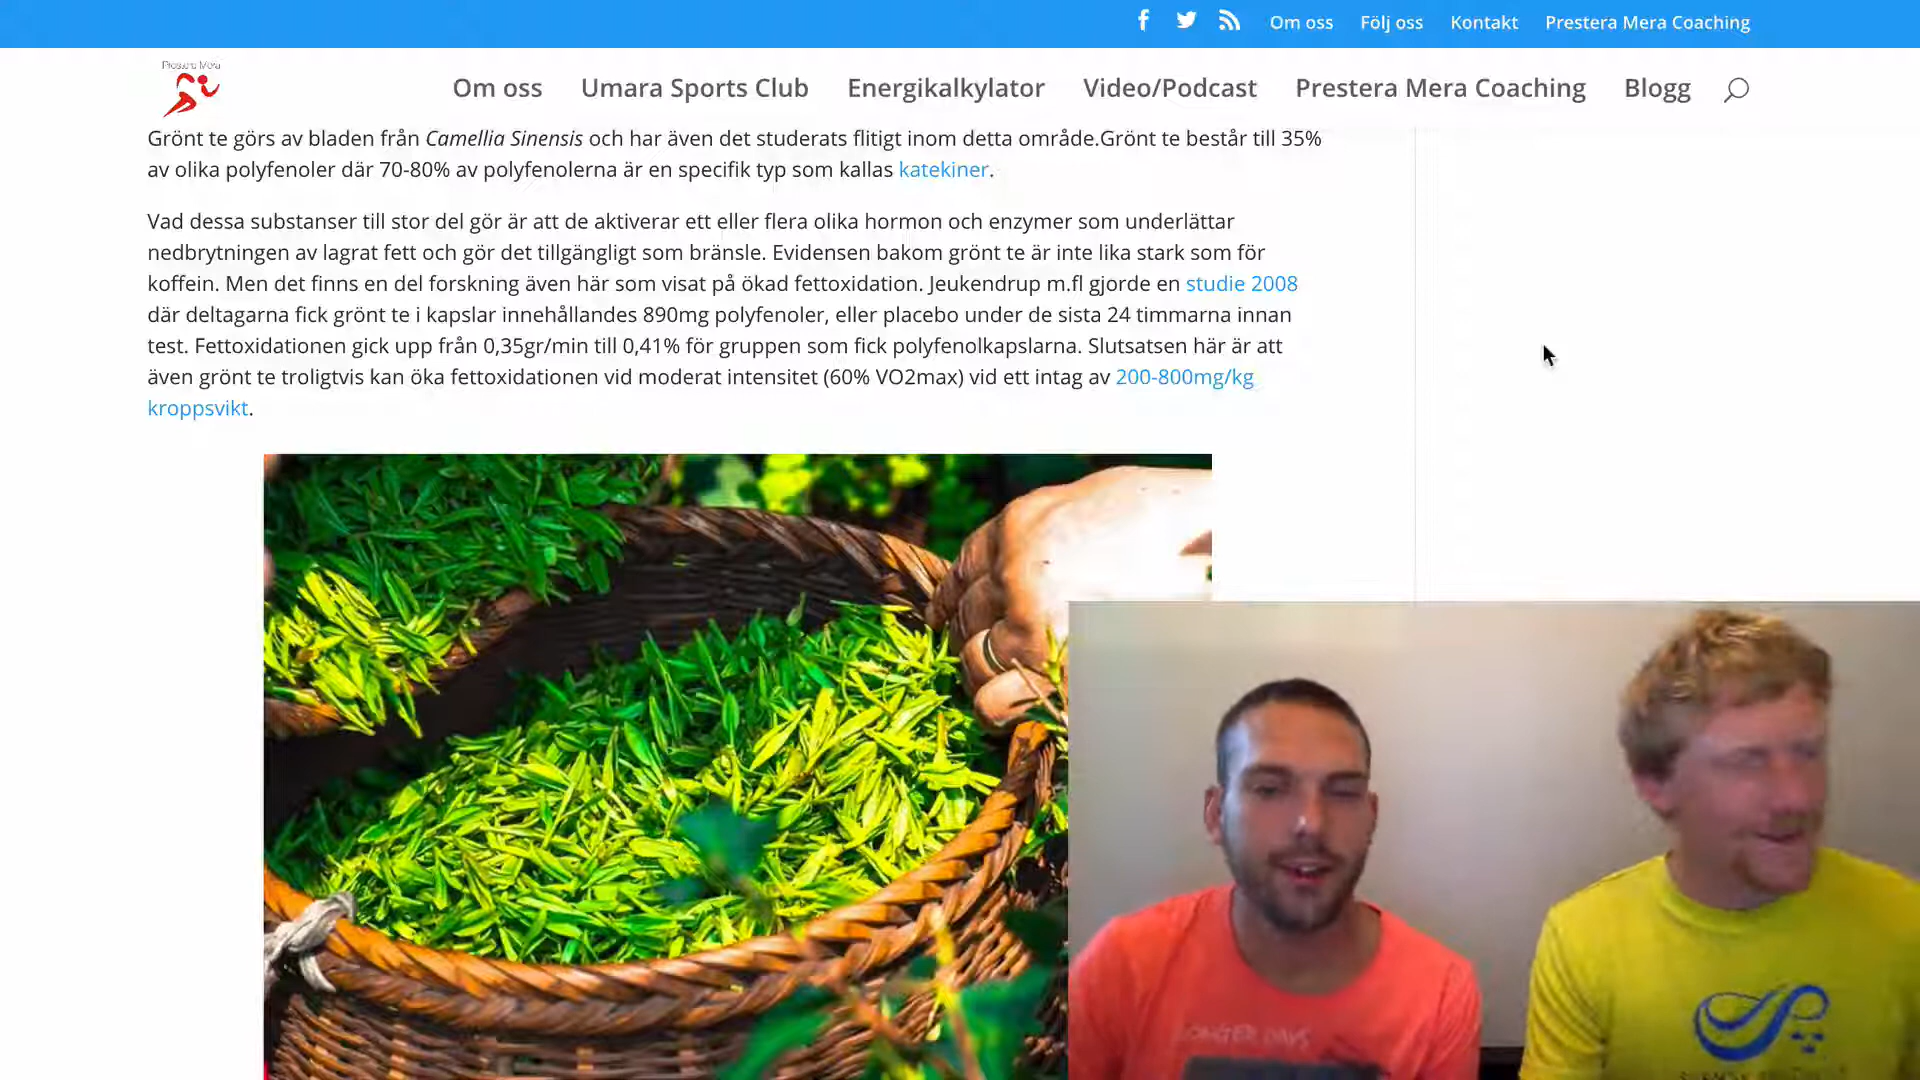 Om oss Följ oss Kontakt Prestera Mera Coaching
Prestera Mera
Om oss Umara Sports Club Energikalkylator Video/Podcast Prestera Mera Coaching Blogg
Grönt te görs av bladen från Camellia Sinensis och har även det studerats flitigt inom detta område.Grönt te består till 35%
av olika polyfenoler där 70-80% av polyfenolerna är en specifik typ som kallas katekiner.
Vad dessa substanser till stor del gör är att de aktiverar ett eller flera olika hormon och enzymer som underlättar
nedbrytningen av lagrat fett och gör det tillgängligt som bränsle. Evidensen bakom grönt te är inte lika stark som för
koffein. Men det finns en del forskning även här som visat på ökad fettoxidation. Jeukendrup m.fl gjorde en studie 2008
där deltagarna fick grönt te i kapslar innehållandes 890mg polyfenoler, eller placebo under de sista 24 timmarna innan
test. Fettoxidationen gick upp från 0,35gr/min till 0,41% för gruppen som fick polyfenolkapslarna. Slutsatsen här är att
även grönt te troligtvis kan öka fettoxidationen vid moderat intensitet (60% VO2max) vid ett intag av 200-800mg/kg
kroppsvikt.
LONGER DAYS